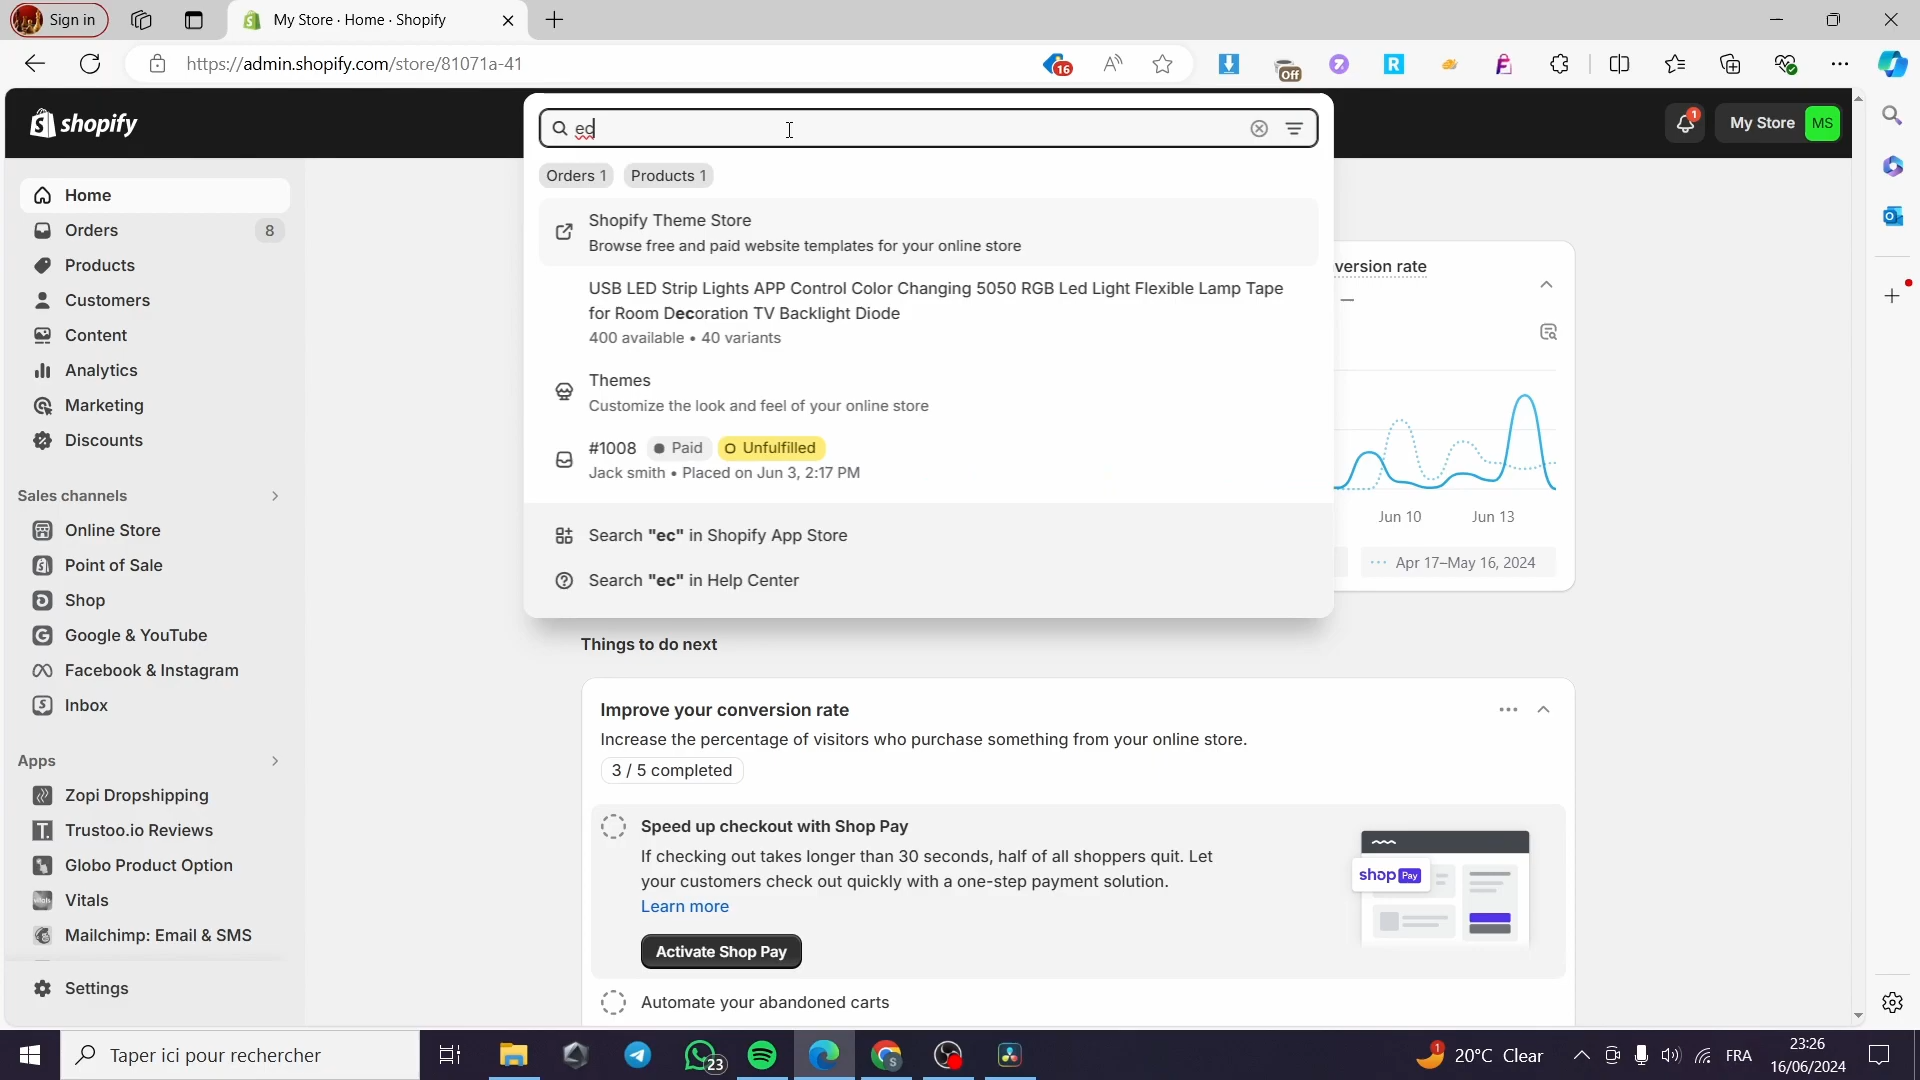 Sign in
My Store · Home · Shopify
https://admin.shopify.com/store/81071a-41
16
Off
shopify
ec
1
My Store
MS
Orders 1
Products 1
Home
Orders
8
Products
Customers
Content
Analytics
Marketing
Discounts
Sales channels
Online Store
Point of Sale
Shop
Google & YouTube
Facebook & Instagram
Inbox
Apps
Zopi Dropshipping
Trustoo.io Reviews
Globo Product Option
Vitals
Mailchimp: Email & SMS
Settings
Shopify Theme Store
Browse free and paid website templates for your online store
USB LED Strip Lights APP Control Color Changing 5050 RGB Led Light Flexible Lamp Tape
for Room Decoration TV Backlight Diode
400 available • 40 variants
Themes
Customize the look and feel of your online store
#1008 Paid Unfulfilled
Jack smith • Placed on Jun 3, 2:17 PM
Search "ec" in Shopify App Store
Search "ec" in Help Center
version rate
Jun 10
Jun 13
Apr 17–May 16, 2024
Things to do next
Improve your conversion rate
Increase the percentage of visitors who purchase something from your online store.
3 / 5 completed
Speed up checkout with Shop Pay
If checking out takes longer than 30 seconds, half of all shoppers quit. Let
your customers check out quickly with a one-step payment solution.
Learn more
Activate Shop Pay
shop Pay
Automate your abandoned carts
Taper ici pour rechercher
23
1
20°C Clear
FRA
23:26
16/06/2024